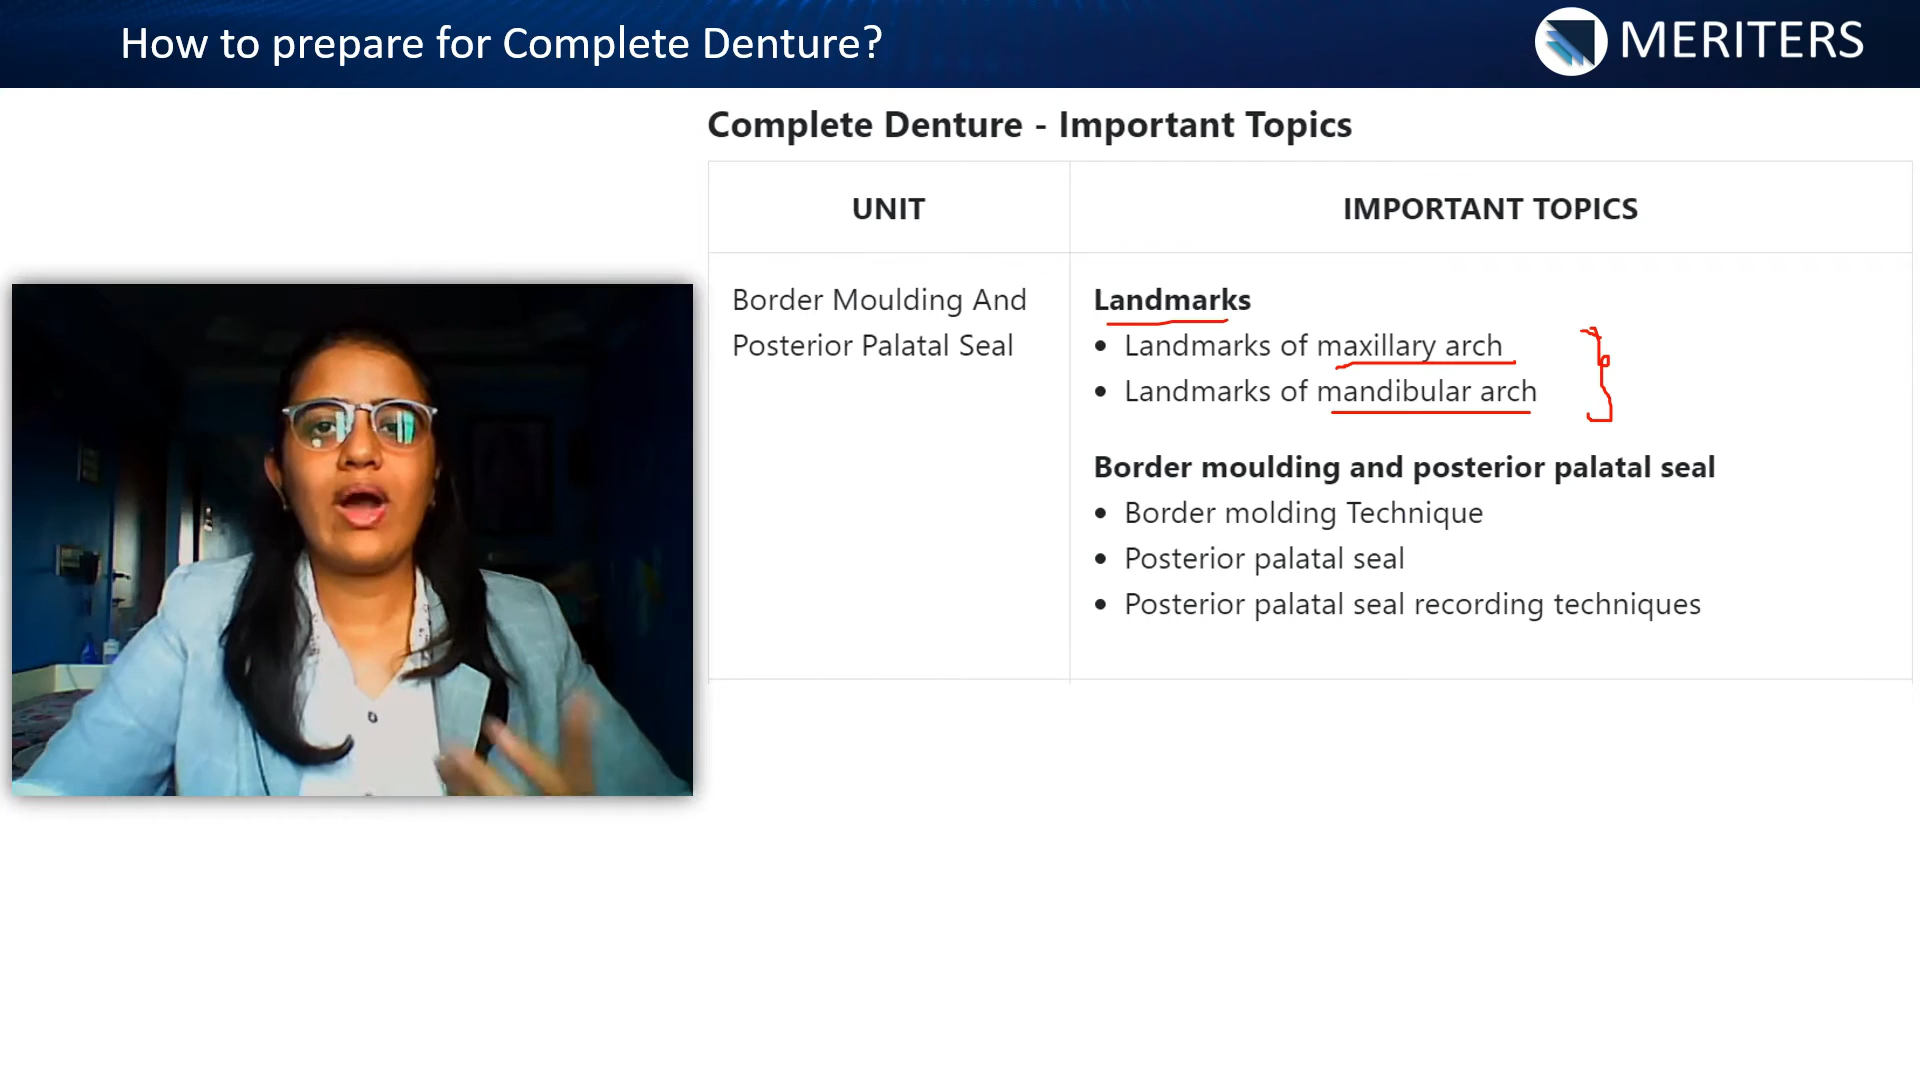 How to prepare for Complete Denture?
MERITERS
Complete Denture - Important Topics
UNIT
IMPORTANT TOPICS
Border Moulding And
Posterior Palatal Seal
Landmarks
• Landmarks of maxillary arch
• Landmarks of mandibular arch
Border moulding and posterior palatal seal
• Border molding Technique
• Posterior palatal seal
• Posterior palatal seal recording techniques